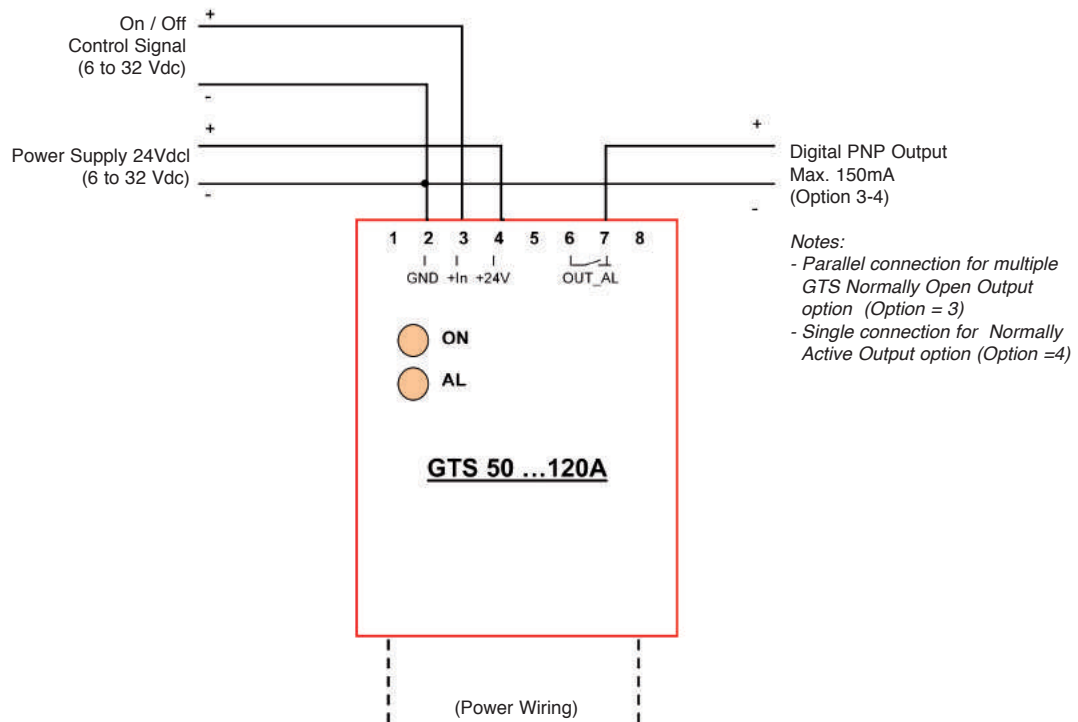 +
On / Off
Control Signal
(6 to 32 Vdc)
-
+
Power Supply 24Vdcl
(6 to 32 Vdc)
-
+
Digital PNP Output
Max. 150mA
(Option 3-4)
-
Notes:
- Parallel connection for multiple
GTS Normally Open Output
option (Option = 3)
- Single connection for Normally
Active Output option (Option =4)
1 2 3 4 5 6 7 8
GND +In +24V OUT_AL
ON
AL
GTS 50 ...120A
(Power Wiring)